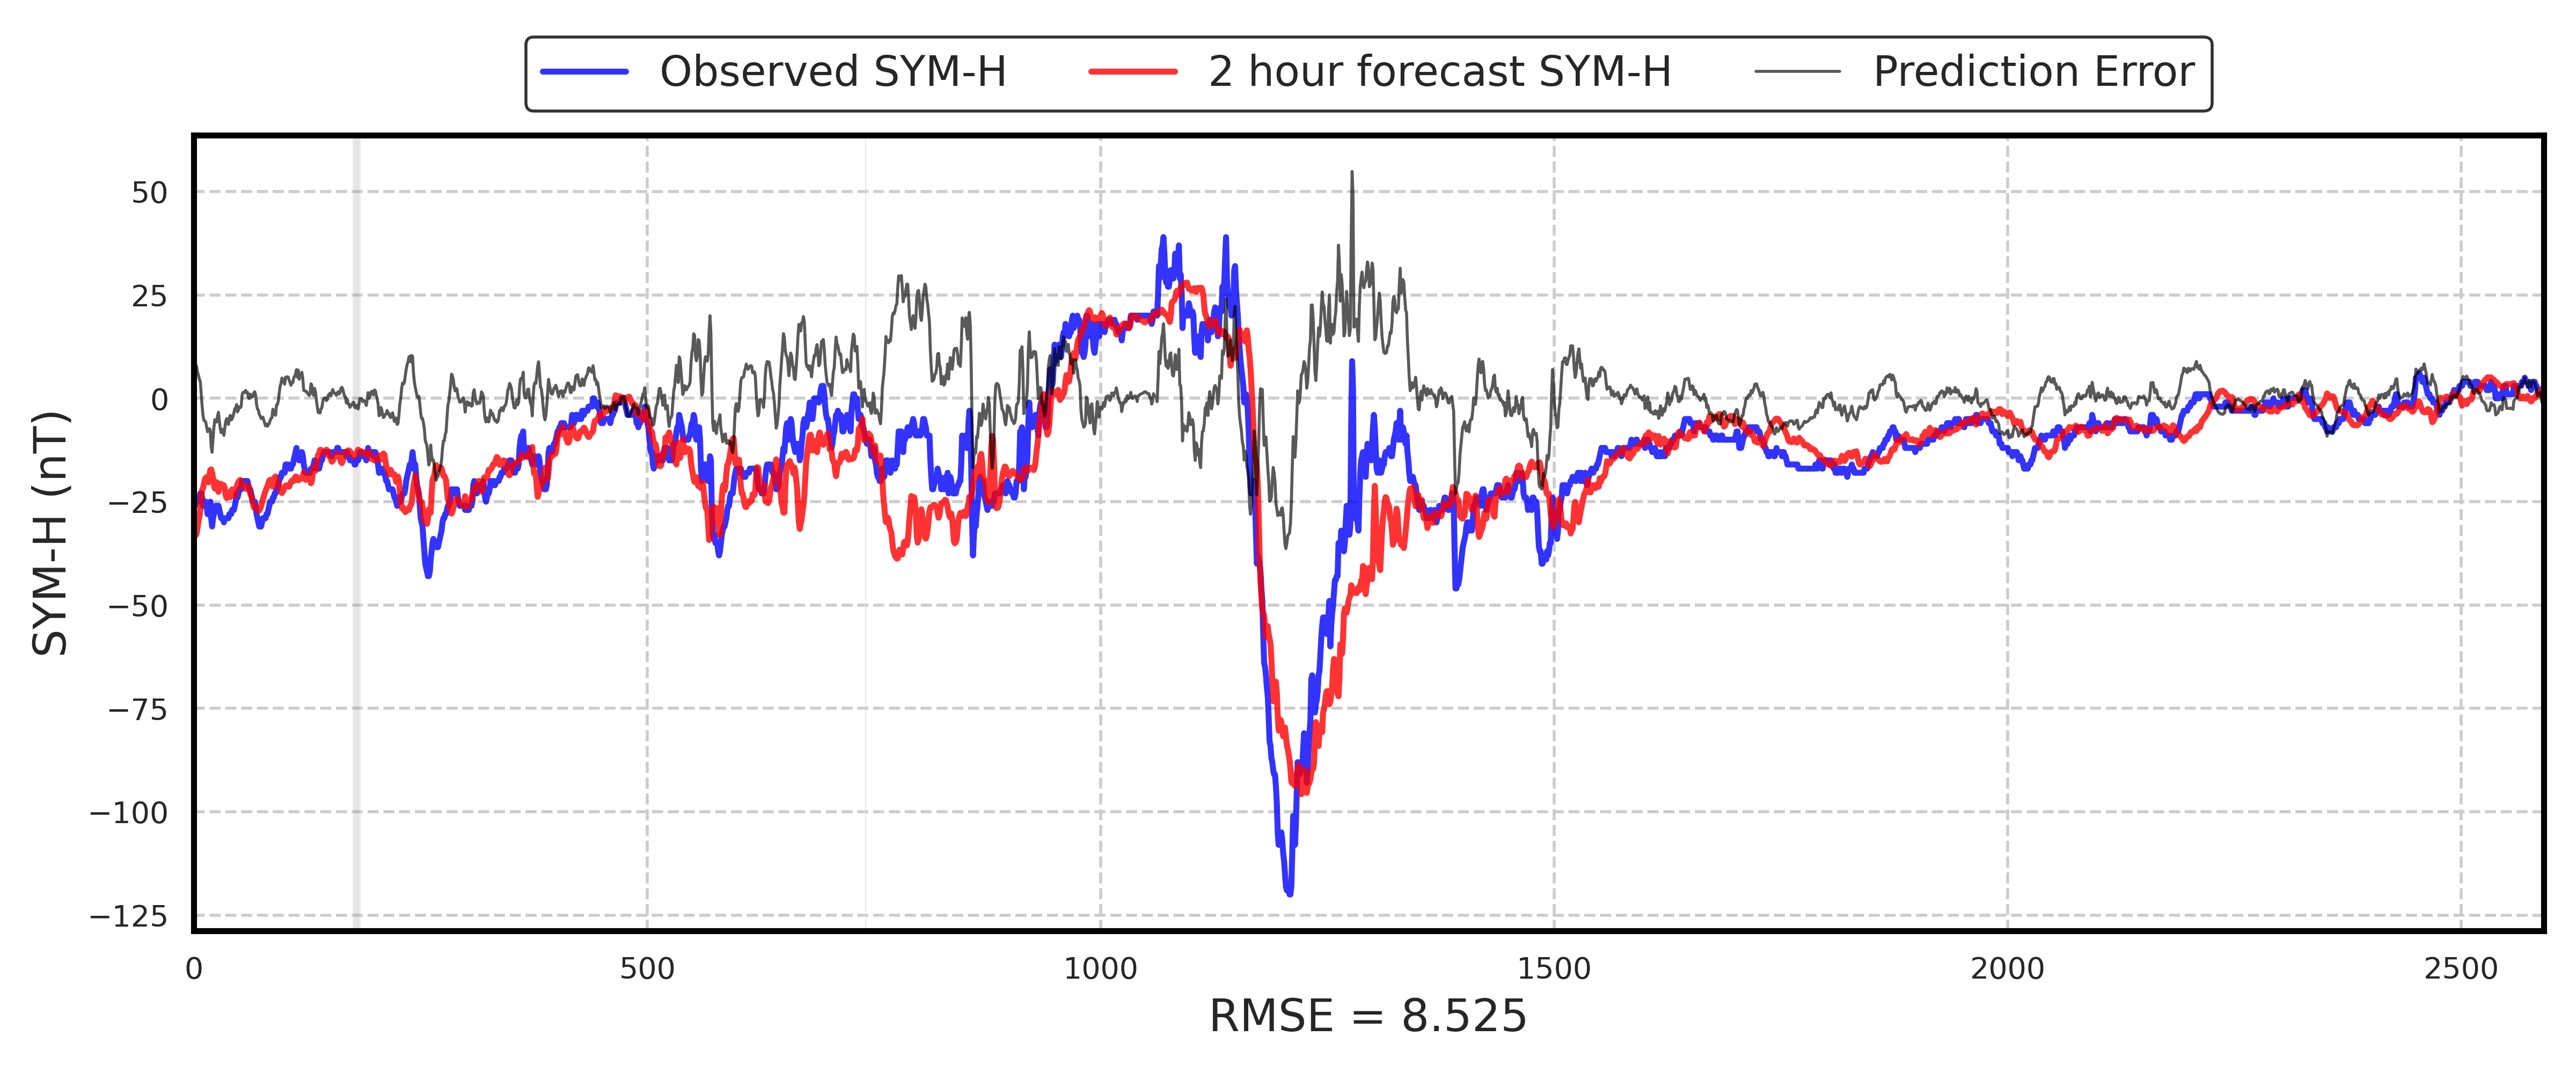 Observed SYM-H 2 hour forecast SYM-H Prediction Error
SYM-H (nT)
50
25
0
−25
−50
−75
−100
−125
0 500 1000 1500 2000 2500
RMSE = 8.525